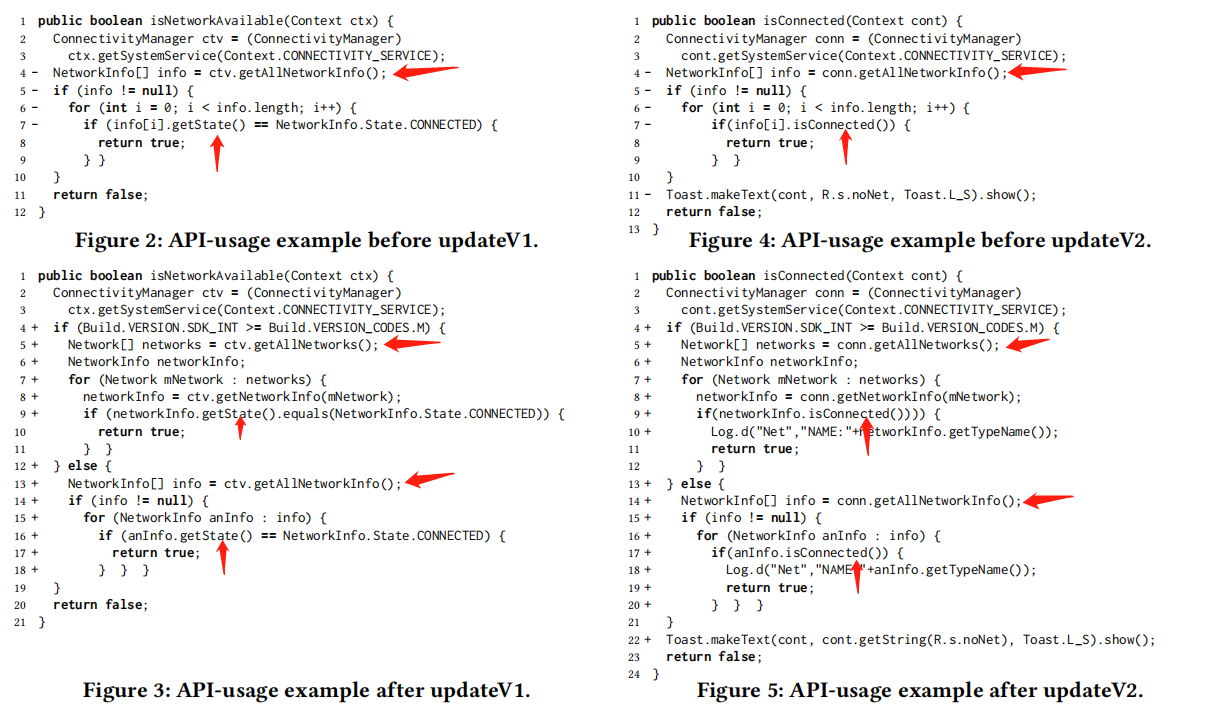 1 public boolean isNetworkAvailable(Context ctx) {
2 ConnectivityManager ctv = (ConnectivityManager)
3 ctx.getSystemService(Context.CONNECTIVITY_SERVICE);
4 - NetworkInfo[] info = ctv.getAllNetworkInfo();
5 - if (info != null) {
6 - for (int i = 0; i < info.length; i++) {
7 - if (info[i].getState() == NetworkInfo.State.CONNECTED) {
8 return true;
9 } }
10 }
11 return false;
12 }
Figure 2: API-usage example before updateV1.
1 public boolean isNetworkAvailable(Context ctx) {
2 ConnectivityManager ctv = (ConnectivityManager)
3 ctx.getSystemService(Context.CONNECTIVITY_SERVICE);
4 + if (Build.VERSION.SDK_INT >= Build.VERSION_CODES.M) {
5 + Network[] networks = ctv.getAllNetworks();
6 + NetworkInfo networkInfo;
7 + for (Network mNetwork : networks) {
8 + networkInfo = ctv.getNetworkInfo(mNetwork);
9 + if (networkInfo.getState().equals(NetworkInfo.State.CONNECTED)) {
10 return true;
11 } }
12 + } else {
13 + NetworkInfo[] info = ctv.getAllNetworkInfo();
14 + if (info != null) {
15 + for (NetworkInfo anInfo : info) {
16 + if (anInfo.getState() == NetworkInfo.State.CONNECTED) {
17 + return true;
18 + } } }
19 }
20 return false;
21 }
Figure 3: API-usage example after updateV1.
1 public boolean isConnected(Context cont) {
2 ConnectivityManager conn = (ConnectivityManager)
3 cont.getSystemService(Context.CONNECTIVITY_SERVICE);
4 - NetworkInfo[] info = conn.getAllNetworkInfo();
5 - if (info != null) {
6 - for (int i = 0; i < info.length; i++) {
7 - if(info[i].isConnected()) {
8 return true;
9 } }
10 }
11 - Toast.makeText(cont, R.s.noNet, Toast.L_S).show();
12 return false;
13 }
Figure 4: API-usage example before updateV2.
1 public boolean isConnected(Context cont) {
2 ConnectivityManager conn = (ConnectivityManager)
3 cont.getSystemService(Context.CONNECTIVITY_SERVICE);
4 + if (Build.VERSION.SDK_INT >= Build.VERSION_CODES.M) {
5 + Network[] networks = conn.getAllNetworks();
6 + NetworkInfo networkInfo;
7 + for (Network mNetwork : networks) {
8 + networkInfo = conn.getNetworkInfo(mNetwork);
9 + if(networkInfo.isConnected()))) {
10 + Log.d("Net","NAME:"+networkInfo.getTypeName());
11 return true;
12 } }
13 + } else {
14 + NetworkInfo[] info = conn.getAllNetworkInfo();
15 + if (info != null) {
16 + for (NetworkInfo anInfo : info) {
17 + if(anInfo.isConnected()) {
18 + Log.d("Net","NAME:"+anInfo.getTypeName());
19 + return true;
20 + } } }
21 }
22 + Toast.makeText(cont, cont.getString(R.s.noNet), Toast.L_S).show();
23 return false;
24 }
Figure 5: API-usage example after updateV2.